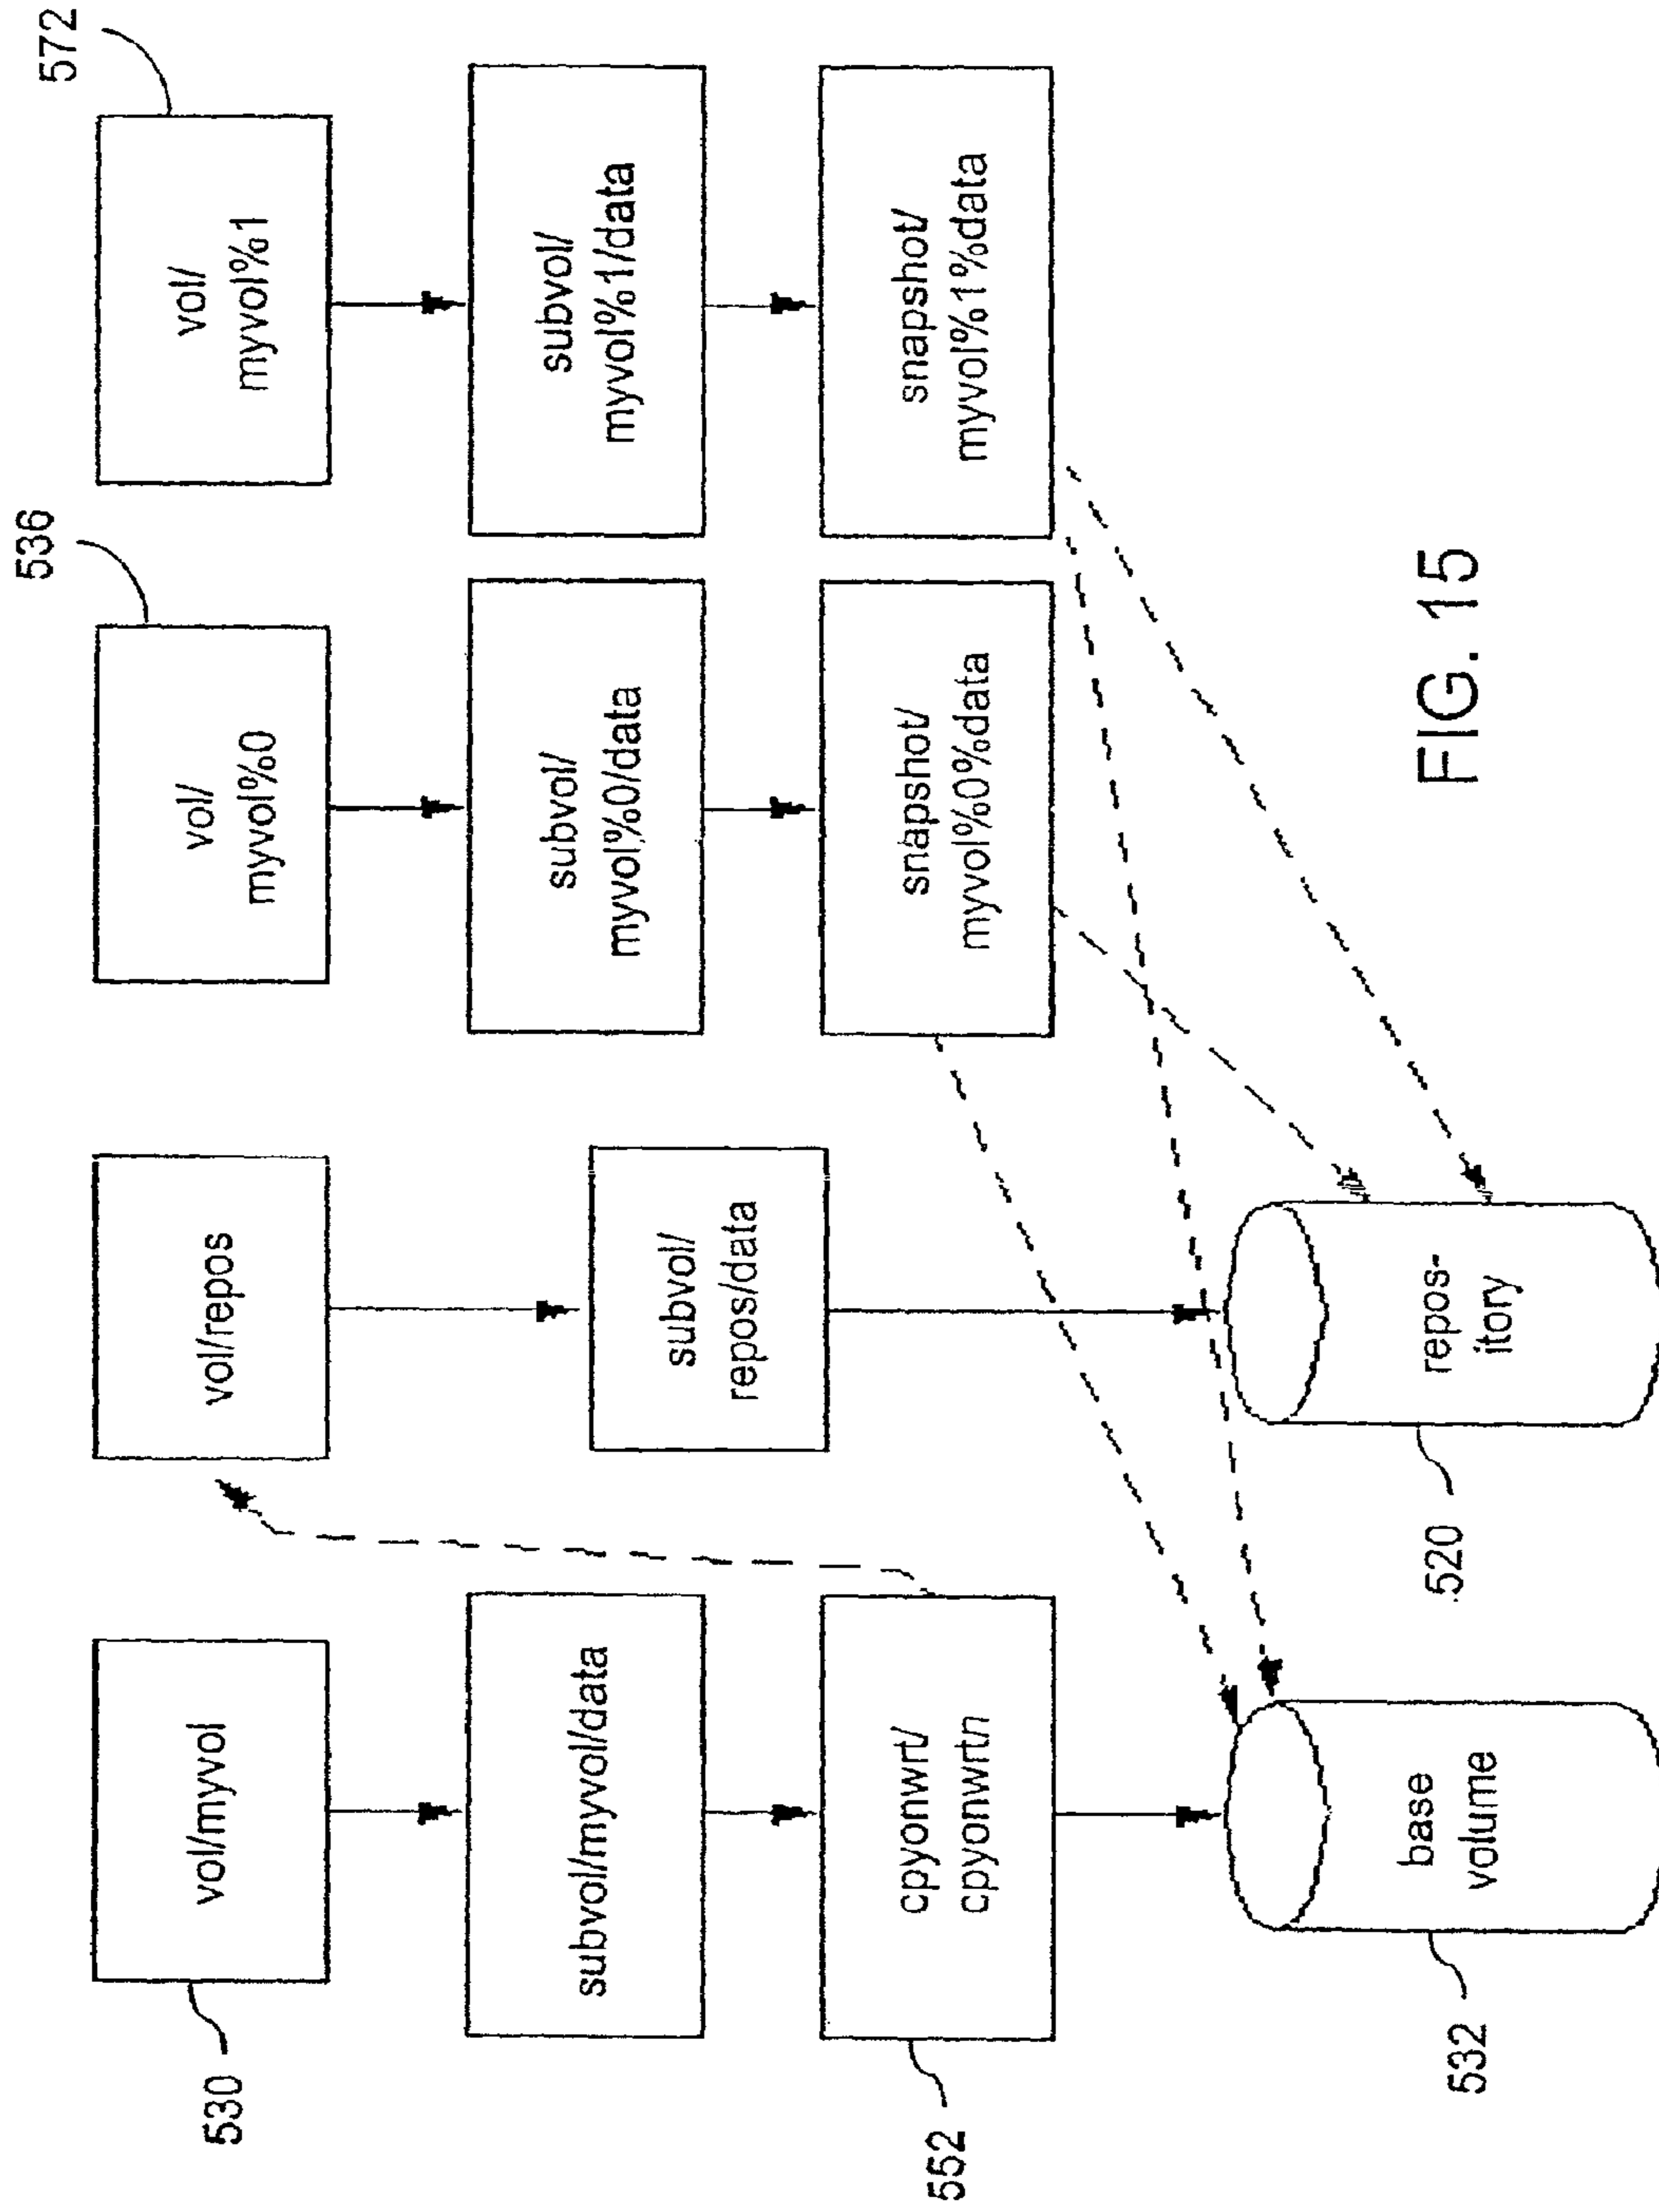 530
vol/myvol
subvol/myvol/data
552
cpyonwrt/
cpyonwrtn
532
base
volume
vol/repos
subvol/
repos/data
520
repos-
itory
536
vol/
myvol%0
subvol/
myvol%0/data
snapshot/
myvol%0%data
572
vol/
myvol%1
subvol/
myvol%1/data
snapshot/
myvol%1%data
FIG. 15